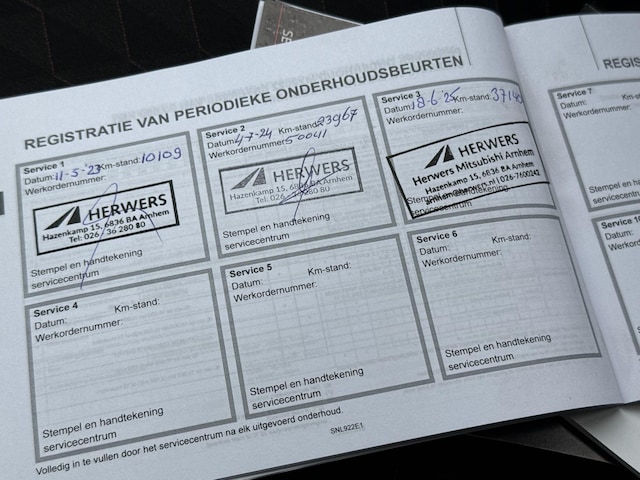 REGISTRATIE VAN PERIODIEKE ONDERHOUDSBEURTEN
Service 1
Datum: 11-5-'23 Km-stand: 10109
Werkordernummer:
HERWERS
Hazenkamp 15, 6836 BA Arnhem
Tel: 026 / 36 280 80
Stempel en handtekening
servicecentrum
Service 2
Datum: 4-7-24 Km-stand: 23967
Werkordernummer: 50041
HERWERS
Hazenkamp 15, 6836 BA Arnhem
Stempel en handtekening
servicecentrum
Service 3
Datum: 18-6-'25 Km-stand:
Werkordernummer:
HERWERS
Herwers Mitsubishi Arnhem
Hazenkamp 15, 6836 BA Arnhem
Stempel en handtekening
servicecentrum
Service 4
Datum: Km-stand:
Werkordernummer:
Stempel en handtekening
servicecentrum
Service 5
Datum: Km-stand:
Werkordernummer:
Stempel en handtekening
servicecentrum
Service 6
Datum: Km-stand:
Werkordernummer:
Stempel en handtekening
servicecentrum
Volledig in te vullen door het servicecentrum na elk uitgevoerd onderhoud.
SNL922E1
REGIS
Service 7
Datum:
Werkordernummer:
Stempel en
servicecentrum